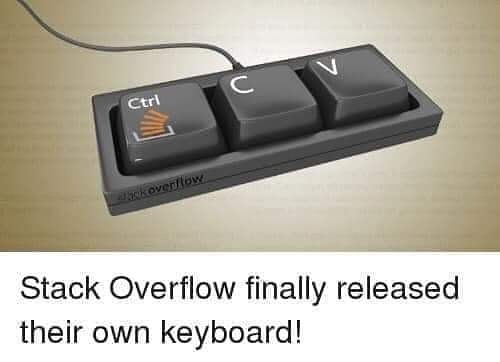 Ctrl
C
V
stackoverflow
Stack Overflow finally released
their own keyboard!